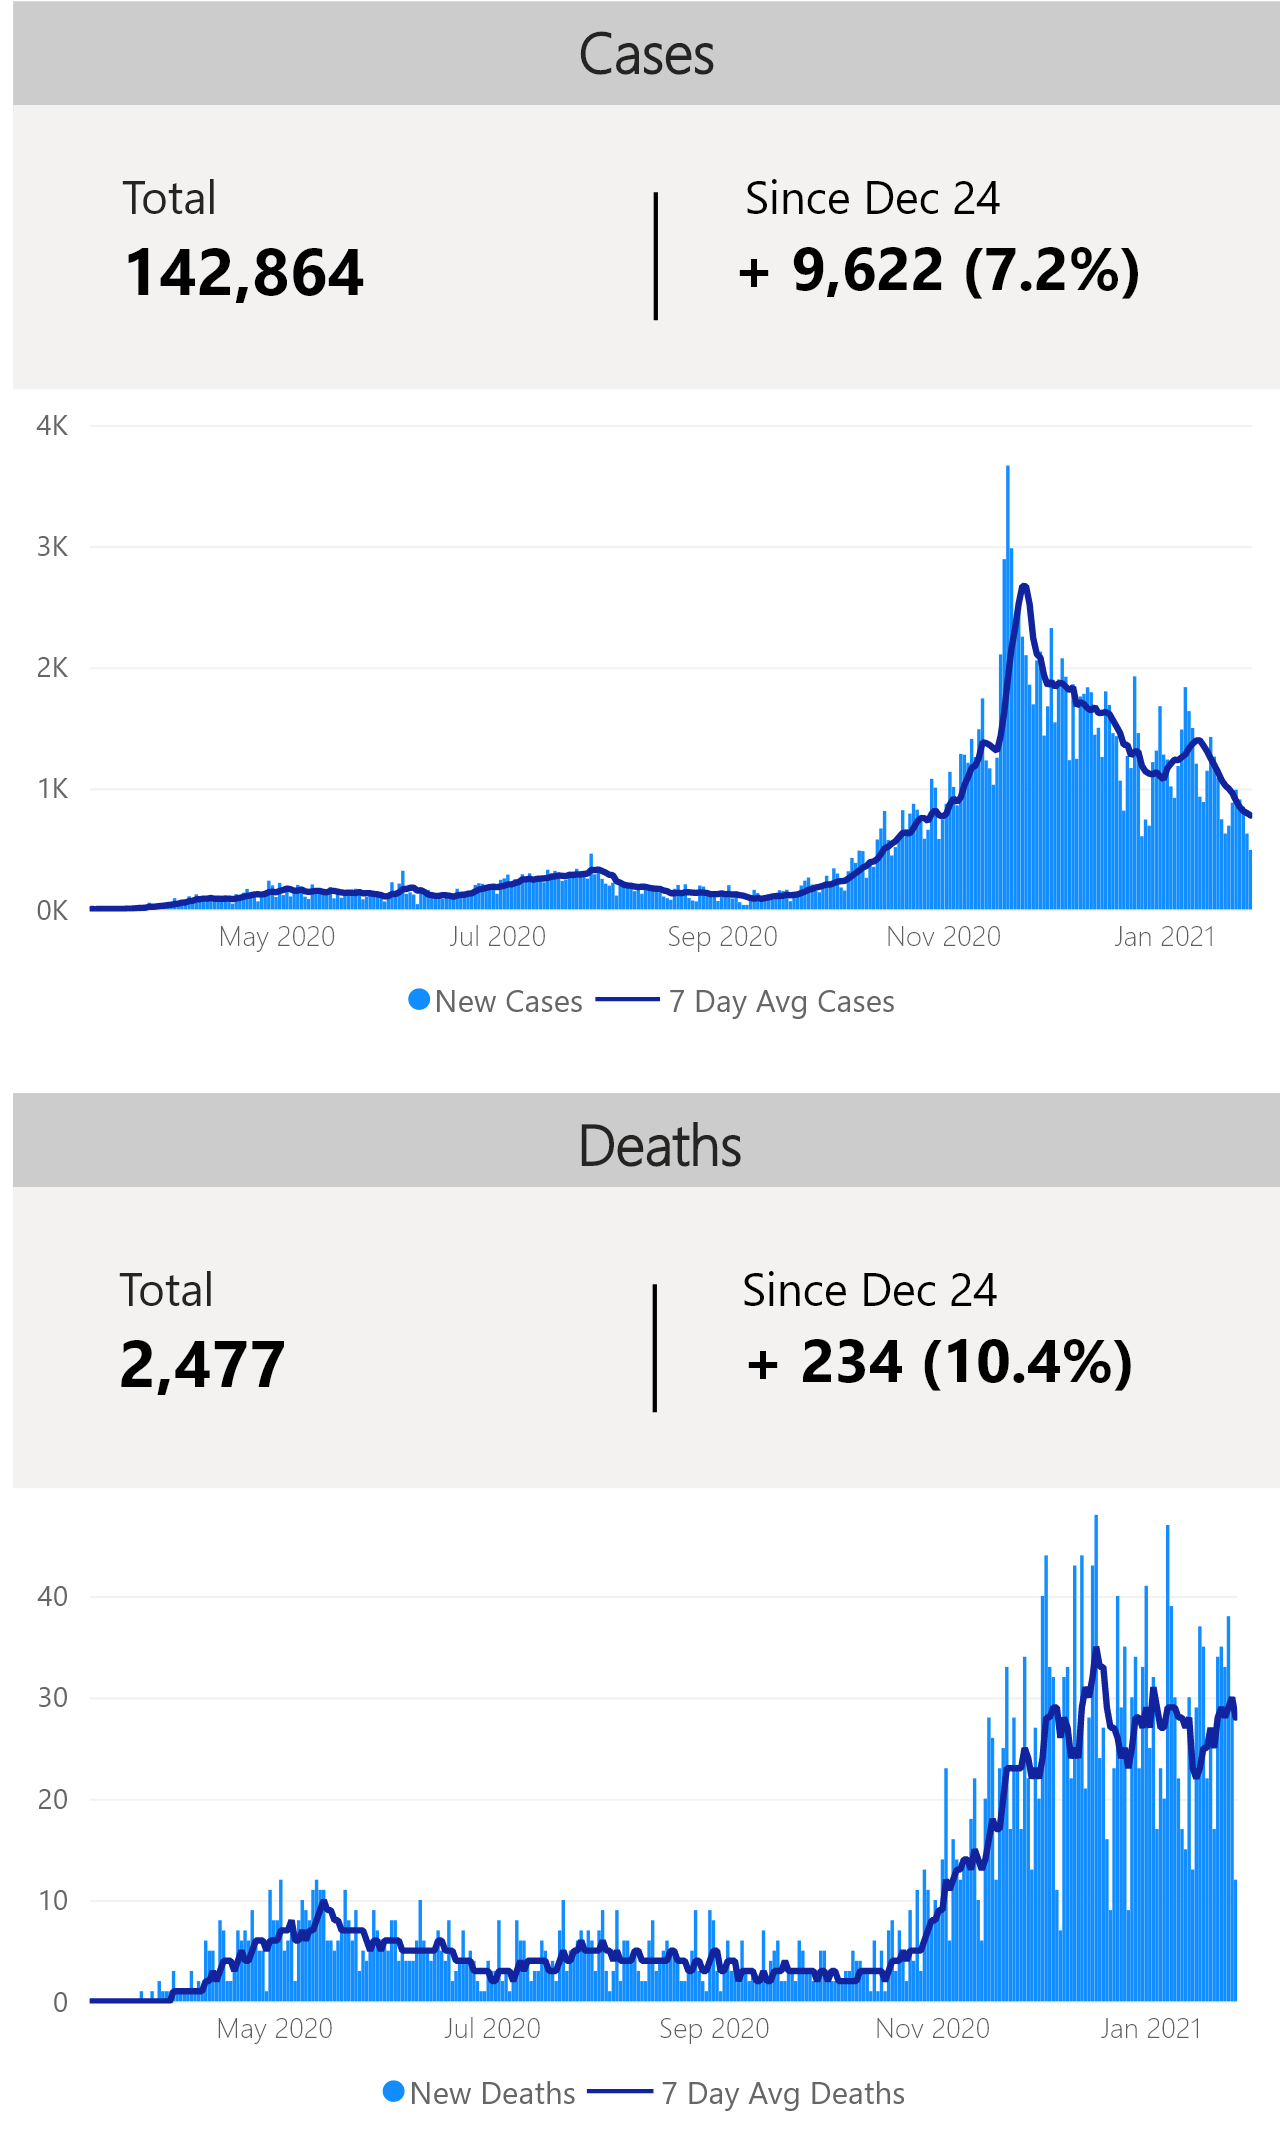 Cases
Total
142,864
Since Dec 24
+ 9,622 (7.2%)
4K
3K
2K
1K
0K
May 2020 Jul 2020 Sep 2020 Nov 2020 Jan 2021
New Cases 7 Day Avg Cases
Deaths
Total
2,477
Since Dec 24
+ 234 (10.4%)
40
30
20
10
0
May 2020 Jul 2020 Sep 2020 Nov 2020 Jan 2021
New Deaths 7 Day Avg Deaths